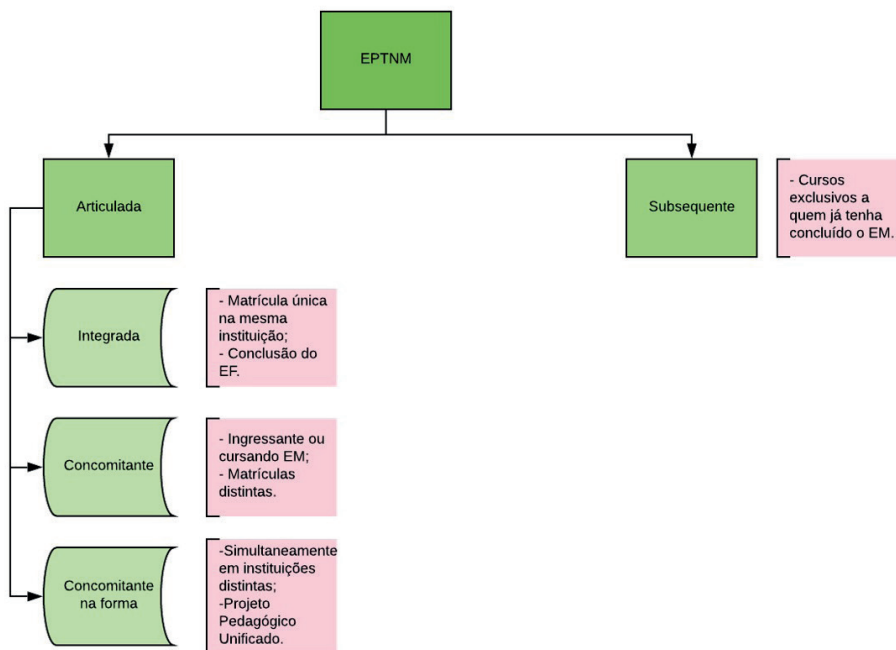 EPTNM
Articulada
Subsequente
- Cursos
exclusivos a
quem já tenha
concluído o EM.
Integrada
- Matrícula única
na mesma
instituição;
- Conclusão do
EF.
Concomitante
- Ingressante ou
cursando EM;
- Matrículas
distintas.
Concomitante
na forma
-Simultaneamente
em instituições
distintas;
-Projeto
Pedagógico
Unificado.